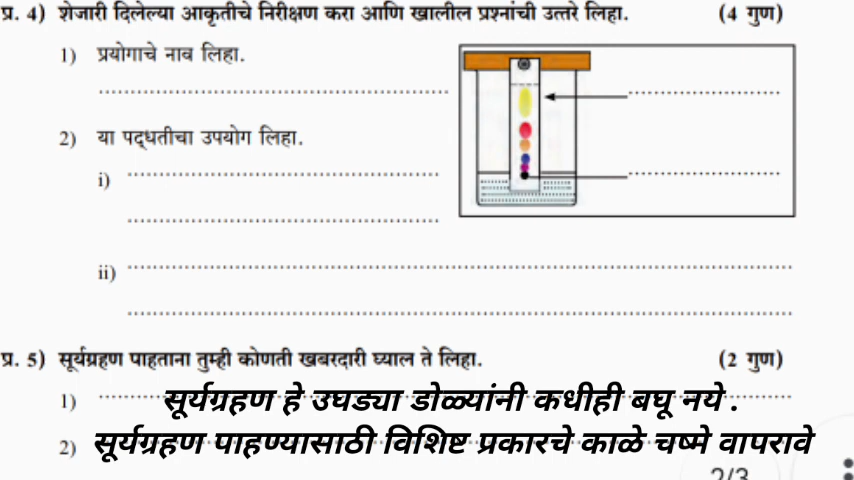 प्र. 4) शेजारी दिलेल्या आकृतीचे निरीक्षण करा आणि खालील प्रश्नांची उत्तरे लिहा. (4 गुण)
1) प्रयोगाचे नाव लिहा.
2) या पद्धतीचा उपयोग लिहा.
i)
ii)
प्र. 5) सूर्यग्रहण पाहताना तुम्ही कोणती खबरदारी घ्याल ते लिहा. (2 गुण)
1) सूर्यग्रहण हे उघड्या डोळ्यांनी कधीही बघू नये .
2) सूर्यग्रहण पाहण्यासाठी विशिष्ट प्रकारचे काळे चष्मे वापरावे
2/3